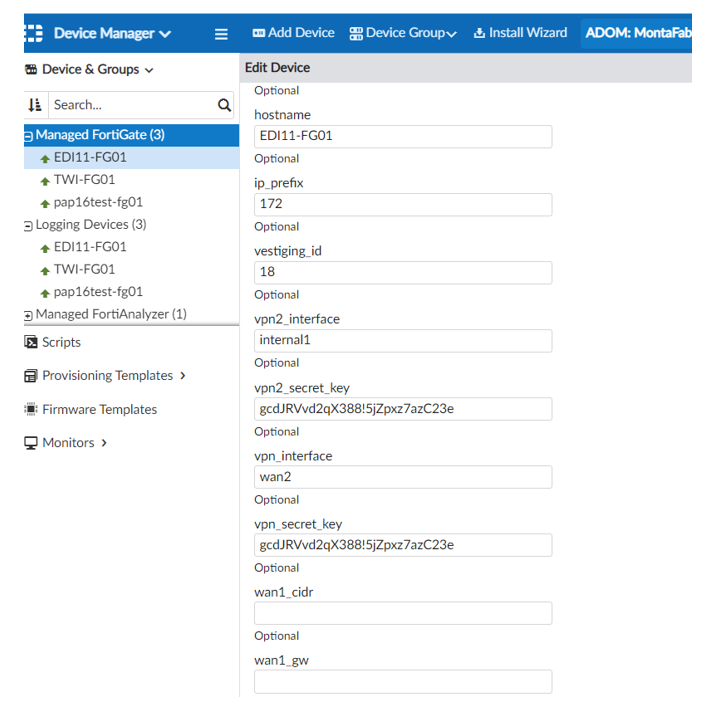 Device Manager
Add Device
Device Group
Install Wizard
ADOM: MontaFab
Device & Groups
Search...
Managed FortiGate (3)
EDI11-FG01
TWI-FG01
pap16test-fg01
Logging Devices (3)
EDI11-FG01
TWI-FG01
pap16test-fg01
Managed FortiAnalyzer (1)
Scripts
Provisioning Templates
Firmware Templates
Monitors
Edit Device
Optional
hostname
EDI11-FG01
Optional
ip_prefix
172
Optional
vestiging_id
18
Optional
vpn2_interface
internal1
Optional
vpn2_secret_key
gcdJRVvd2qX388!5jZpxz7azC23e
Optional
vpn_interface
wan2
Optional
vpn_secret_key
gcdJRVvd2qX388!5jZpxz7azC23e
Optional
wan1_cidr
Optional
wan1_gw